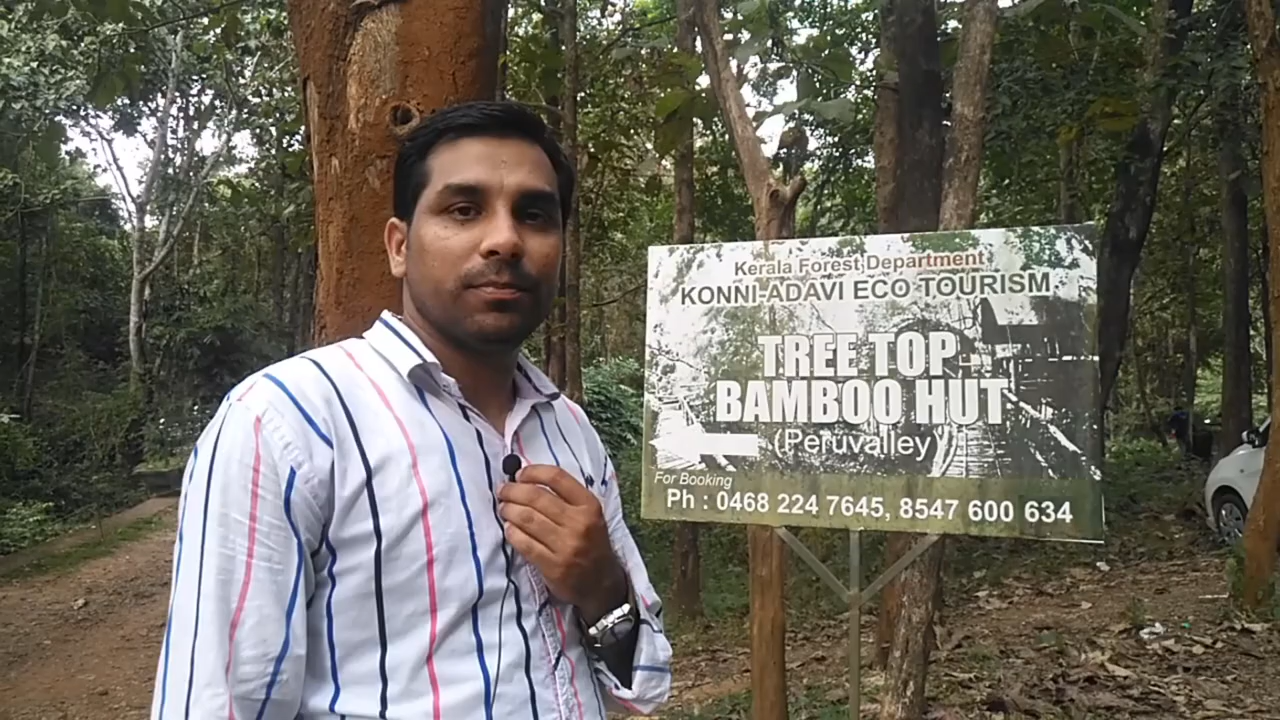 Kerala Forest Department
KONNI-ADAVI ECO TOURISM
TREE TOP
BAMBOO HUT
(Peruvalley)
For Booking
Ph : 0468 224 7645, 8547 600 634